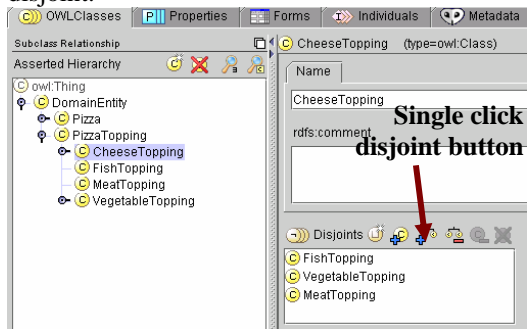 disjoint.
OWLClasses Properties Forms Individuals Metadata
Subclass Relationship
Asserted Hierarchy
owl:Thing
DomainEntity
Pizza
PizzaTopping
CheeseTopping
FishTopping
MeatTopping
VegetableTopping
CheeseTopping (type=owl:Class)
Name
CheeseTopping
rdfs:comment
Single click
disjoint button
Disjoints
FishTopping
VegetableTopping
MeatTopping